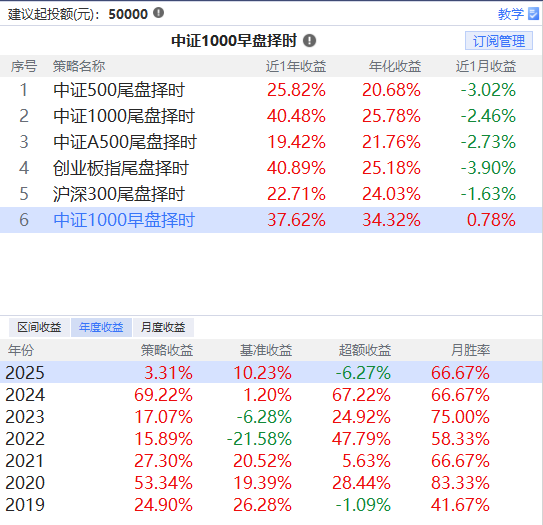 建议起投额(元): 50000 教学
中证1000早盘择时 订阅管理
序号 策略名称 近1年收益 年化收益 近1月收益
1 中证500尾盘择时 25.82% 20.68% -3.02%
2 中证1000尾盘择时 40.48% 25.78% -2.46%
3 中证A500尾盘择时 19.42% 21.76% -2.73%
4 创业板指尾盘择时 40.89% 25.18% -3.90%
5 沪深300尾盘择时 22.71% 24.03% -1.63%
6 中证1000早盘择时 37.62% 34.32% 0.78%
区间收益 年度收益 月度收益
年份 策略收益 基准收益 超额收益 月胜率
2025 3.31% 10.23% -6.27% 66.67%
2024 69.22% 1.20% 67.22% 66.67%
2023 17.07% -6.28% 24.92% 75.00%
2022 15.89% -21.58% 47.79% 58.33%
2021 27.30% 20.52% 5.63% 66.67%
2020 53.34% 19.39% 28.44% 83.33%
2019 24.90% 26.28% -1.09% 41.67%